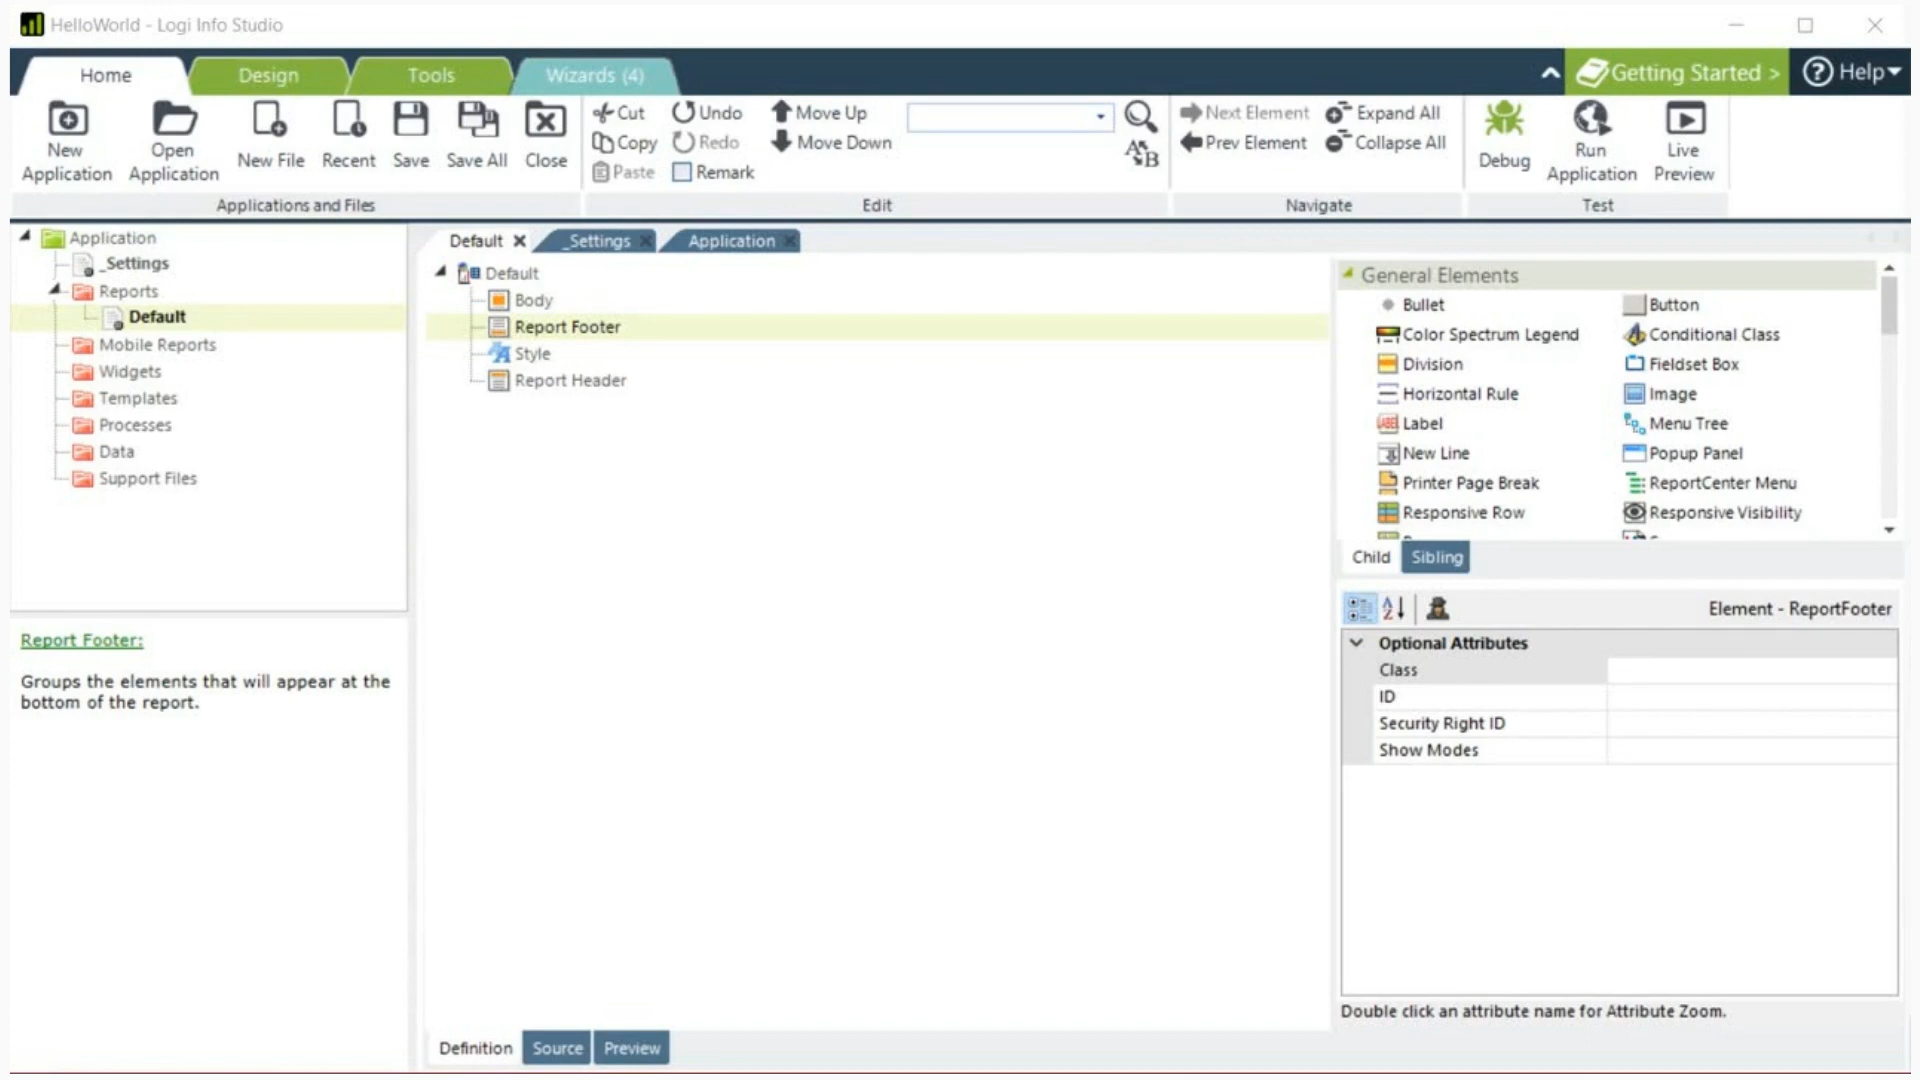 HelloWorld - Logi Info Studio
Home
Design
Tools
Wizards (4)
Getting Started >
Help
New Application
Open Application
New File
Recent
Save
Save All
Close
Cut
Copy
Paste
Undo
Redo
Remark
Move Up
Move Down
Next Element
Prev Element
Expand All
Collapse All
Debug
Run Application
Live Preview
Applications and Files
Edit
Navigate
Test
Application
_Settings
Reports
Default
Mobile Reports
Widgets
Templates
Processes
Data
Support Files
Report Footer:
Groups the elements that will appear at the
bottom of the report.
Default
_Settings
Application
Default
Body
Report Footer
Style
Report Header
Definition
Source
Preview
General Elements
Bullet
Button
Color Spectrum Legend
Conditional Class
Division
Fieldset Box
Horizontal Rule
Image
Label
Menu Tree
New Line
Popup Panel
Printer Page Break
ReportCenter Menu
Responsive Row
Responsive Visibility
Child
Sibling
Element - ReportFooter
Optional Attributes
Class
ID
Security Right ID
Show Modes
Double click an attribute name for Attribute Zoom.